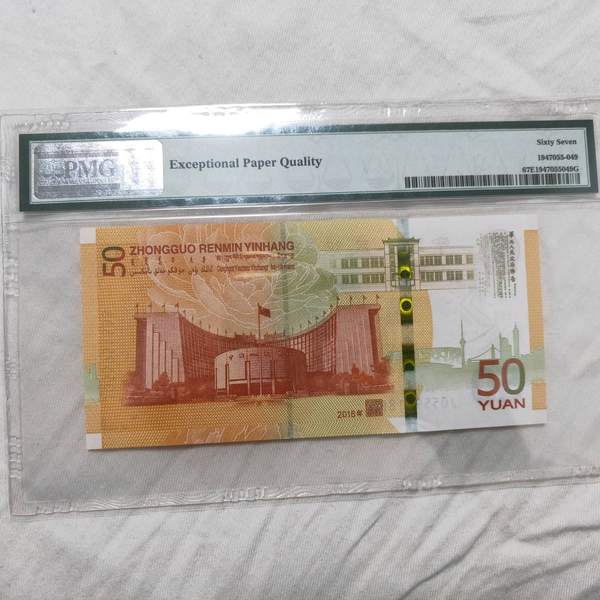 PMG
Exceptional Paper Quality
Sixty Seven
1947055-049
67E1947055049G
50
ZHONGGUO RENMIN YINHANG
2018年
50
YUAN